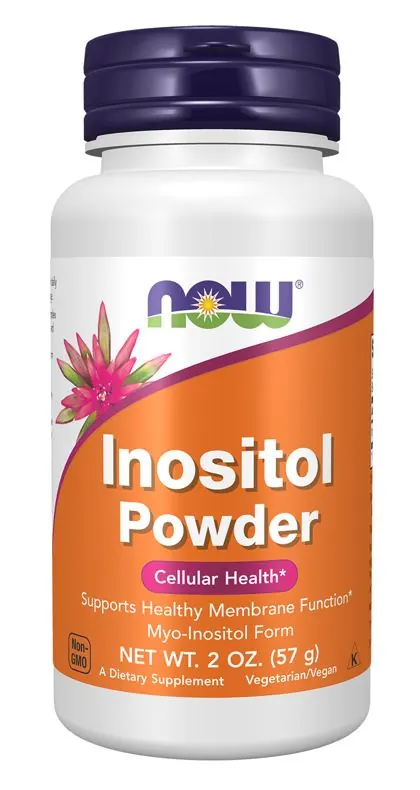 NOW®
Inositol
Powder
Cellular Health*
Supports Healthy Membrane Function*
Myo-Inositol Form
Non-
GMO
NET WT. 2 OZ. (57 g)
K
A Dietary Supplement Vegetarian/Vegan